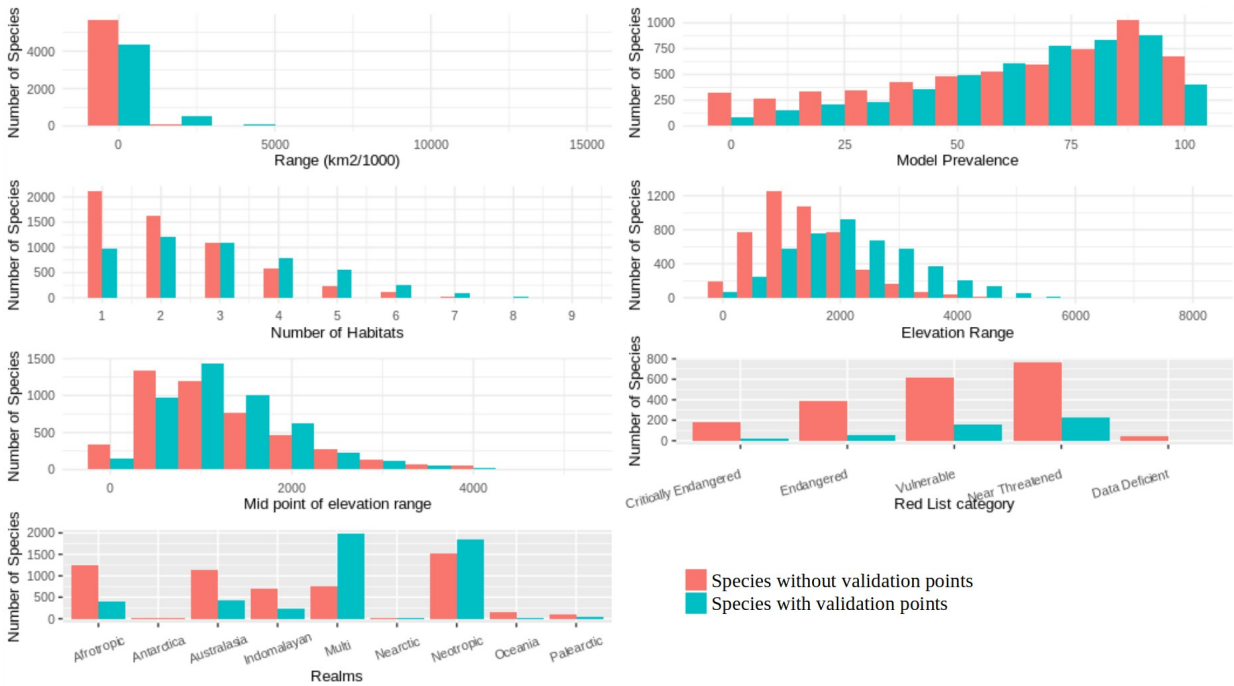 Number of Species
4000
2000
0
0 5000 10000 15000
Range (km2/1000)
Number of Species
1000
750
500
250
0
0 25 50 75 100
Model Prevalence
Number of Species
2000
1500
1000
500
0
1 2 3 4 5 6 7 8 9
Number of Habitats
Number of Species
1200
800
400
0
0 2000 4000 6000 8000
Elevation Range
Number of Species
1500
1000
500
0
0 2000 4000
Mid point of elevation range
Number of Species
800
600
400
200
0
Critically Endangered Endangered Vulnerable Near Threatened Data Deficient
Red List category
Number of Species
2000
1500
1000
500
0
Afrotropic Antarctica Australasia Indomalayan Multi Nearctic Neotropic Oceania Palearctic
Realms
Species without validation points
Species with validation points